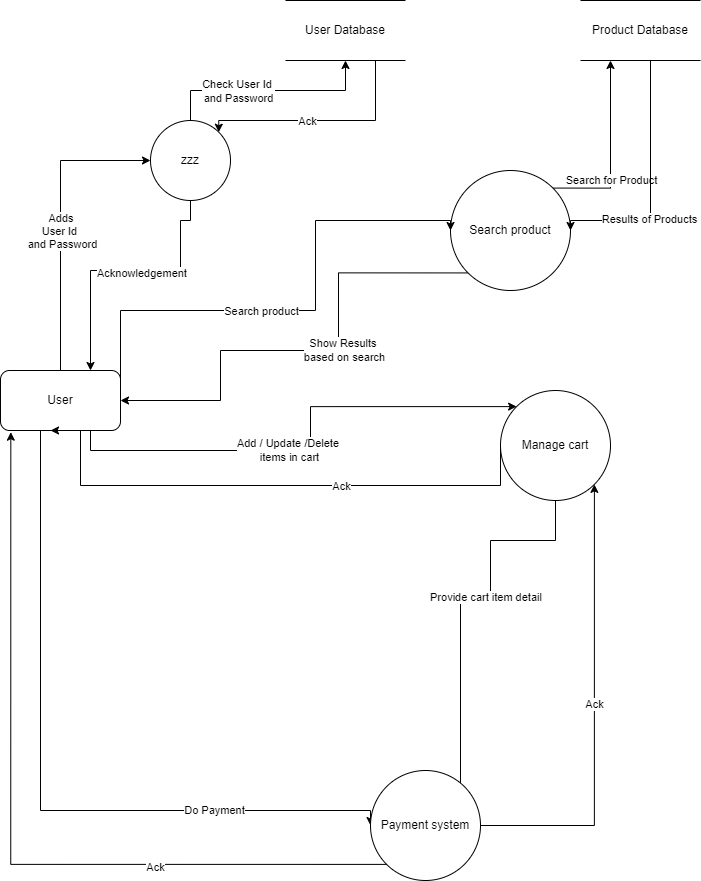 User Database
Product Database
Check User Id
and Password
Ack
zzz
Search for Product
Adds
User Id
and Password
Results of Products
Search product
Acknowledgement
Search product
Show Results
based on search
User
Add / Update /Delete
items in cart
Manage cart
Ack
Provide cart item detail
Ack
Do Payment
Payment system
Ack